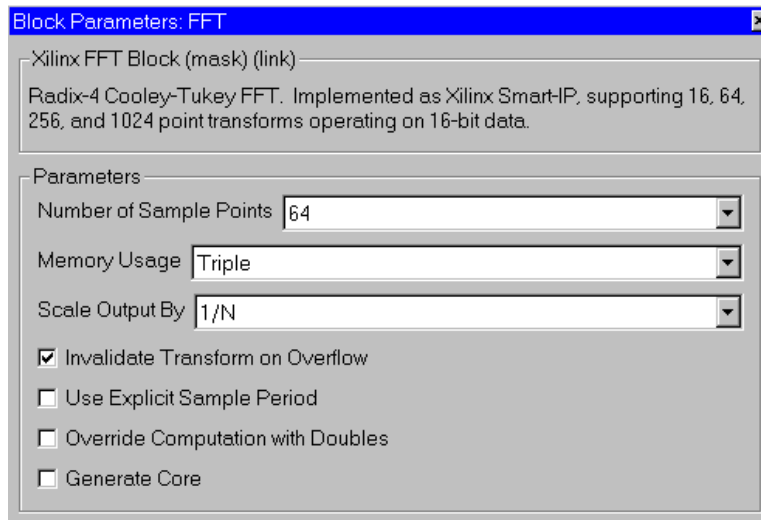 Block Parameters: FFT
Xilinx FFT Block (mask) (link)
Radix-4 Cooley-Tukey FFT. Implemented as Xilinx Smart-IP, supporting 16, 64,
256, and 1024 point transforms operating on 16-bit data.
Parameters
Number of Sample Points 64
Memory Usage Triple
Scale Output By 1/N
Invalidate Transform on Overflow
Use Explicit Sample Period
Override Computation with Doubles
Generate Core